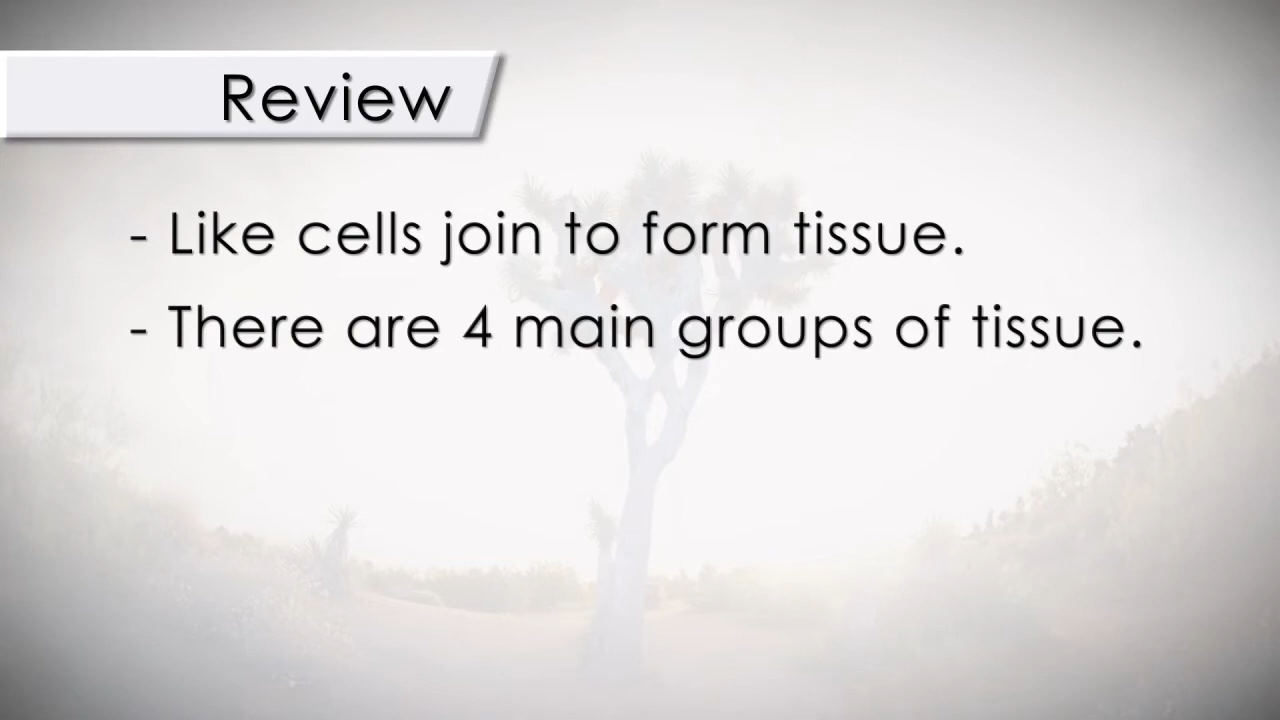 Review
- Like cells join to form tissue.
- There are 4 main groups of tissue.